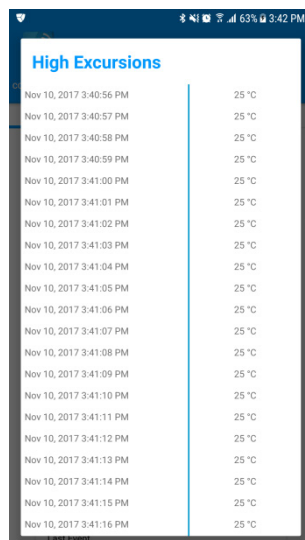 63% 3:42 PM
High Excursions
Nov 10, 2017 3:40:56 PM 25 °C
Nov 10, 2017 3:40:57 PM 25 °C
Nov 10, 2017 3:40:58 PM 25 °C
Nov 10, 2017 3:40:59 PM 25 °C
Nov 10, 2017 3:41:00 PM 25 °C
Nov 10, 2017 3:41:01 PM 25 °C
Nov 10, 2017 3:41:02 PM 25 °C
Nov 10, 2017 3:41:03 PM 25 °C
Nov 10, 2017 3:41:04 PM 25 °C
Nov 10, 2017 3:41:05 PM 25 °C
Nov 10, 2017 3:41:06 PM 25 °C
Nov 10, 2017 3:41:07 PM 25 °C
Nov 10, 2017 3:41:08 PM 25 °C
Nov 10, 2017 3:41:09 PM 25 °C
Nov 10, 2017 3:41:10 PM 25 °C
Nov 10, 2017 3:41:11 PM 25 °C
Nov 10, 2017 3:41:12 PM 25 °C
Nov 10, 2017 3:41:13 PM 25 °C
Nov 10, 2017 3:41:14 PM 25 °C
Nov 10, 2017 3:41:15 PM 25 °C
Nov 10, 2017 3:41:16 PM 25 °C
Last Event